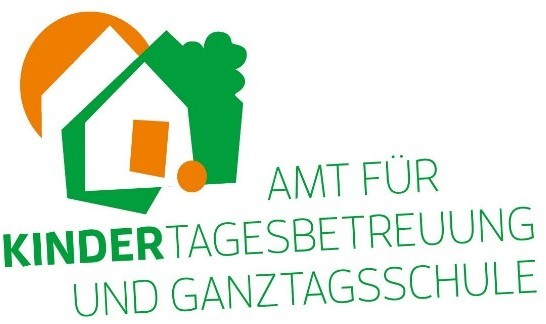 AMT FÜR
KINDERTAGESBETREUUNG
UND GANZTAGSSCHULE